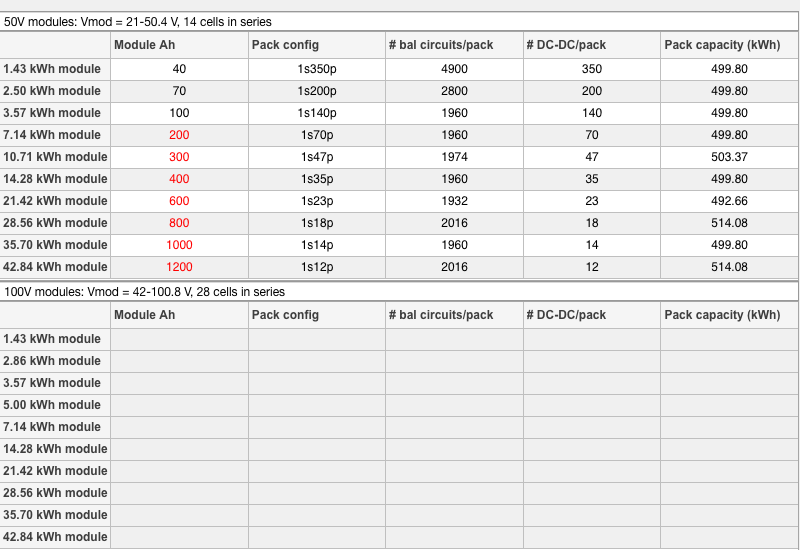 50V modules: Vmod = 21-50.4 V, 14 cells in series
Module Ah Pack config # bal circuits/pack # DC-DC/pack Pack capacity (kWh)
1.43 kWh module 40 1s350p 4900 350 499.80
2.50 kWh module 70 1s200p 2800 200 499.80
3.57 kWh module 100 1s140p 1960 140 499.80
7.14 kWh module 200 1s70p 1960 70 499.80
10.71 kWh module 300 1s47p 1974 47 503.37
14.28 kWh module 400 1s35p 1960 35 499.80
21.42 kWh module 600 1s23p 1932 23 492.66
28.56 kWh module 800 1s18p 2016 18 514.08
35.70 kWh module 1000 1s14p 1960 14 499.80
42.84 kWh module 1200 1s12p 2016 12 514.08
100V modules: Vmod = 42-100.8 V, 28 cells in series
Module Ah Pack config # bal circuits/pack # DC-DC/pack Pack capacity (kWh)
1.43 kWh module
2.86 kWh module
3.57 kWh module
5.00 kWh module
7.14 kWh module
14.28 kWh module
21.42 kWh module
28.56 kWh module
35.70 kWh module
42.84 kWh module